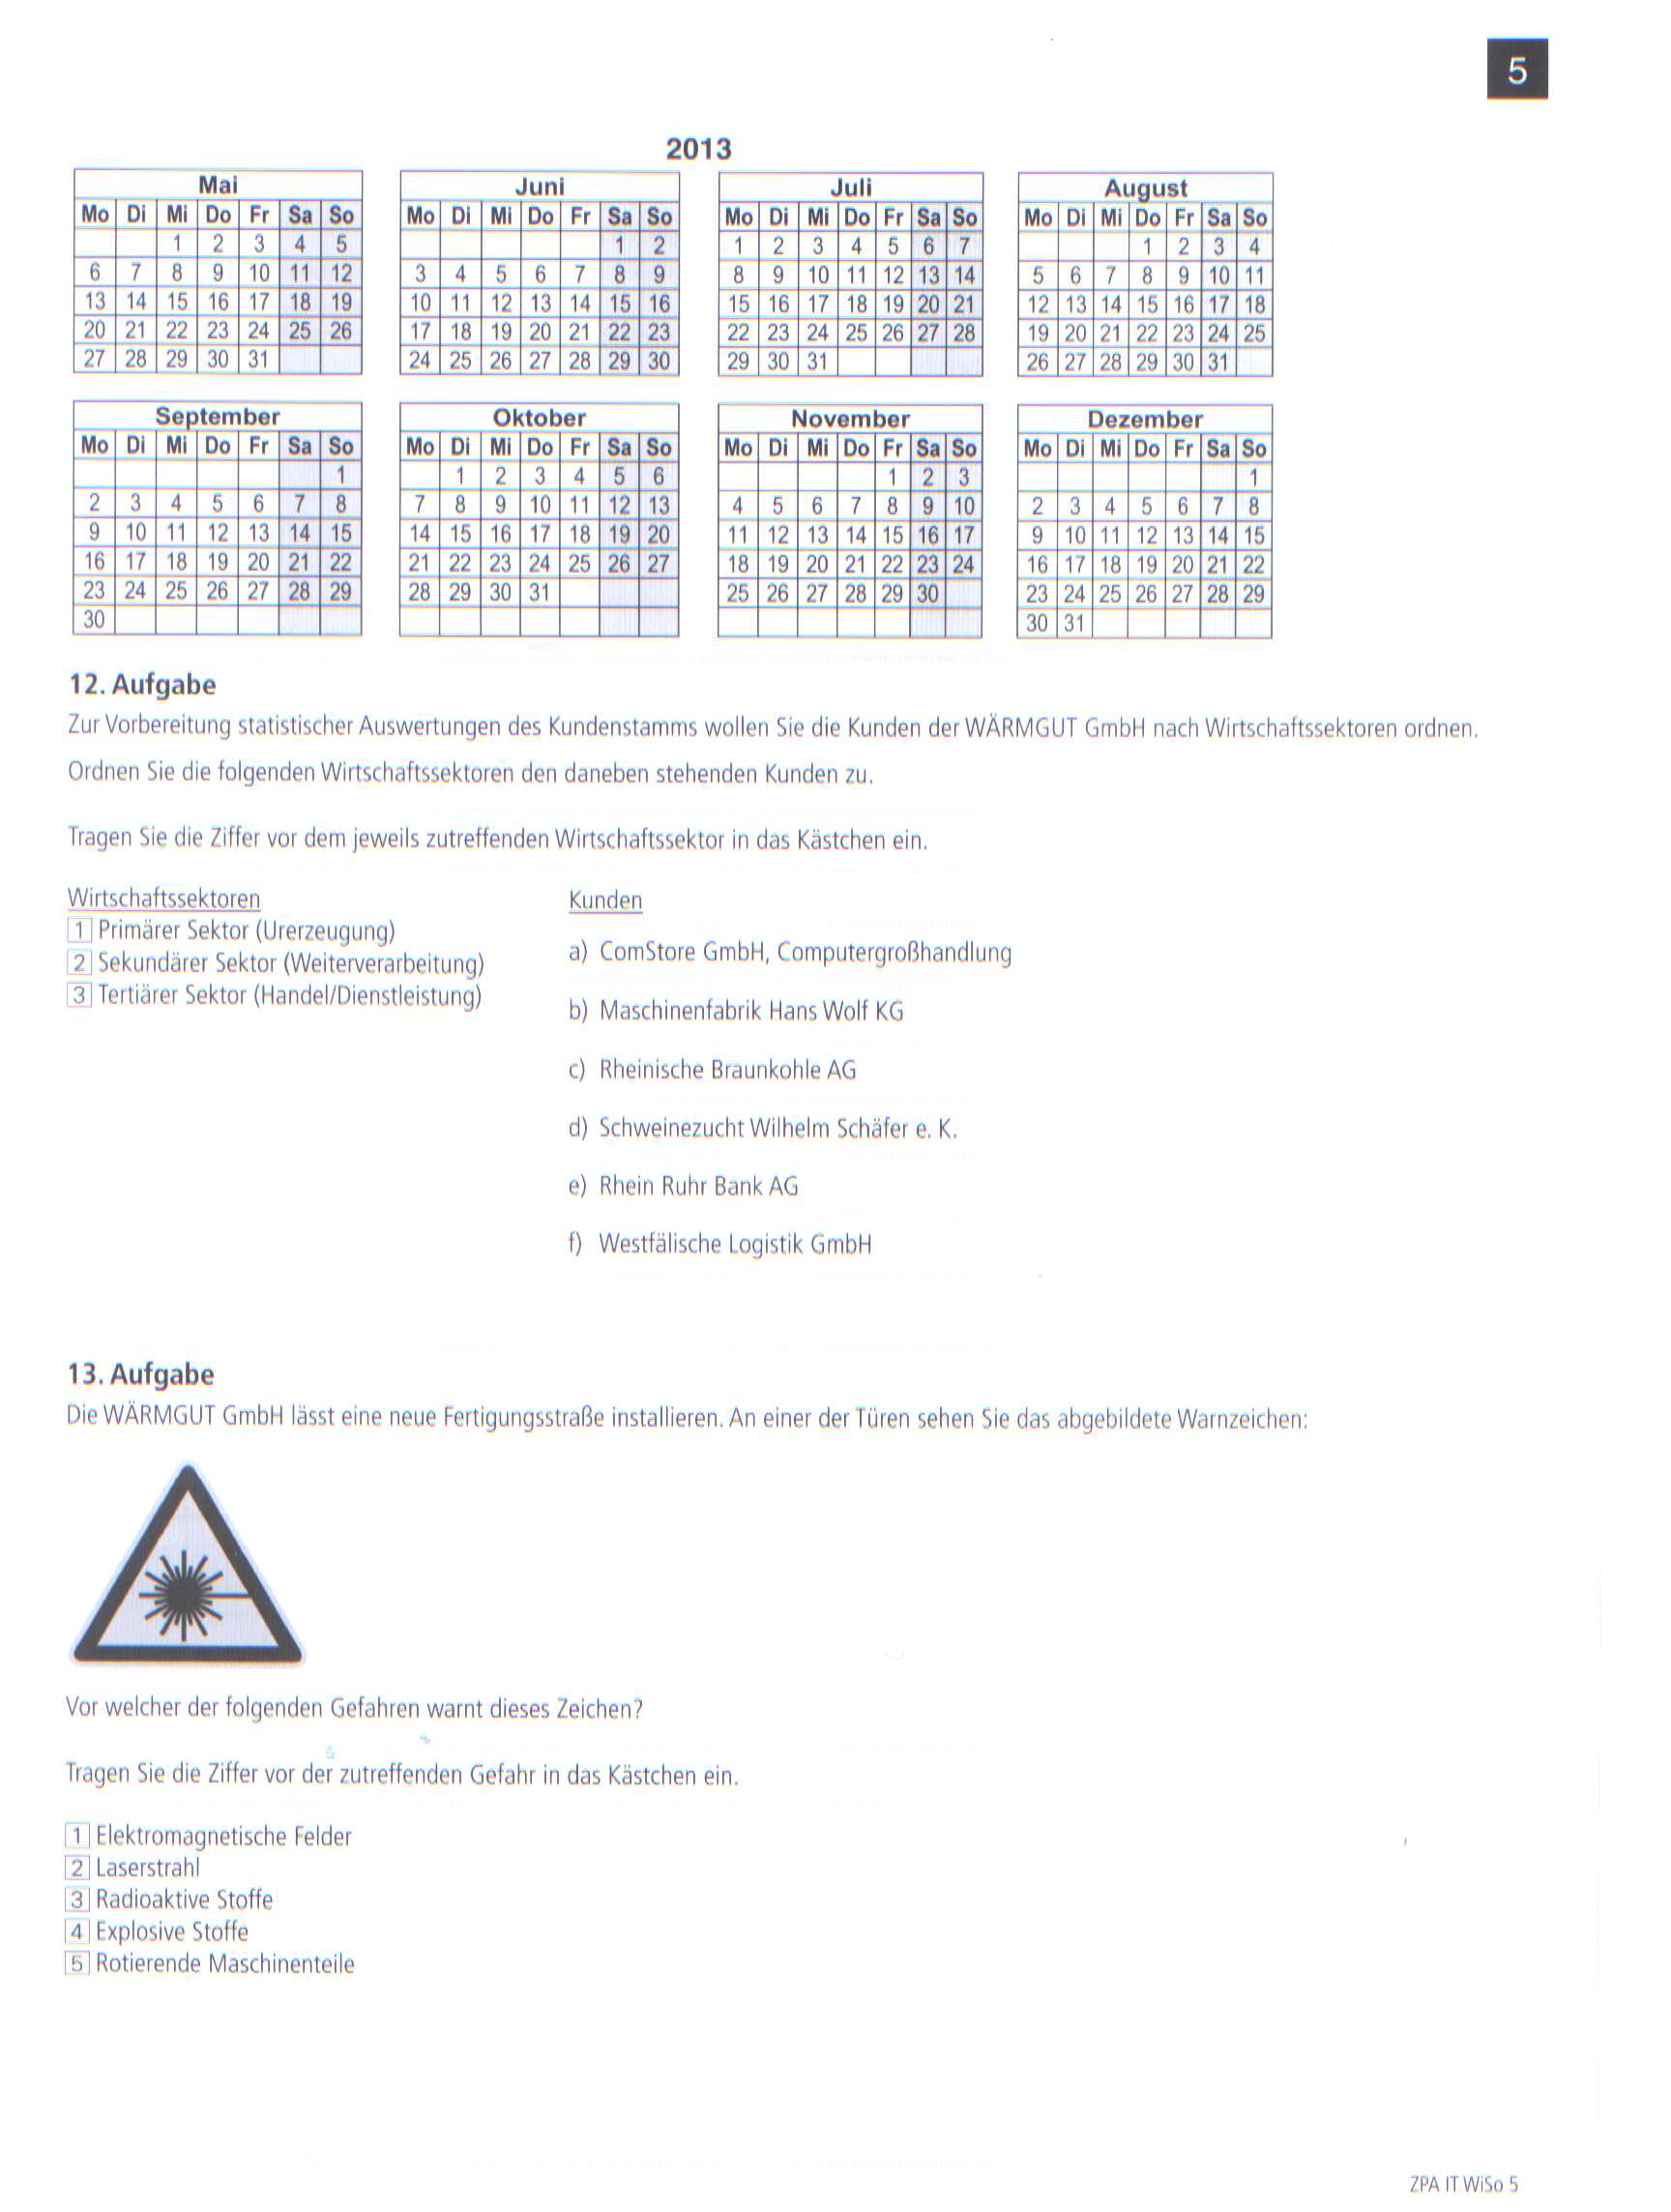 5
2013
Mai
Mo Di Mi Do Fr Sa So
1 2 3 4 5
6 7 8 9 10 11 12
13 14 15 16 17 18 19
20 21 22 23 24 25 26
27 28 29 30 31
Juni
Mo Di Mi Do Fr Sa So
1 2
3 4 5 6 7 8 9
10 11 12 13 14 15 16
17 18 19 20 21 22 23
24 25 26 27 28 29 30
Juli
Mo Di Mi Do Fr Sa So
1 2 3 4 5 6 7
8 9 10 11 12 13 14
15 16 17 18 19 20 21
22 23 24 25 26 27 28
29 30 31
August
Mo Di Mi Do Fr Sa So
1 2 3 4
5 6 7 8 9 10 11
12 13 14 15 16 17 18
19 20 21 22 23 24 25
26 27 28 29 30 31
September
Mo Di Mi Do Fr Sa So
1
2 3 4 5 6 7 8
9 10 11 12 13 14 15
16 17 18 19 20 21 22
23 24 25 26 27 28 29
30
Oktober
Mo Di Mi Do Fr Sa So
1 2 3 4 5 6
7 8 9 10 11 12 13
14 15 16 17 18 19 20
21 22 23 24 25 26 27
28 29 30 31
November
Mo Di Mi Do Fr Sa So
1 2 3
4 5 6 7 8 9 10
11 12 13 14 15 16 17
18 19 20 21 22 23 24
25 26 27 28 29 30
Dezember
Mo Di Mi Do Fr Sa So
1
2 3 4 5 6 7 8
9 10 11 12 13 14 15
16 17 18 19 20 21 22
23 24 25 26 27 28 29
30 31
12. Aufgabe
Zur Vorbereitung statistischer Auswertungen des Kundenstamms wollen Sie die Kunden der WÄRMGUT GmbH nach Wirtschaftssektoren ordnen.
Ordnen Sie die folgenden Wirtschaftssektoren den daneben stehenden Kunden zu.
Tragen Sie die Ziffer vor dem jeweils zutreffenden Wirtschaftssektor in das Kästchen ein.
Wirtschaftssektoren
1 Primärer Sektor (Urerzeugung)
2 Sekundärer Sektor (Weiterverarbeitung)
3 Tertiärer Sektor (Handel/Dienstleistung)
Kunden
a) ComStore GmbH, Computergroßhandlung
b) Maschinenfabrik Hans Wolf KG
c) Rheinische Braunkohle AG
d) Schweinezucht Wilhelm Schäfer e. K.
e) Rhein Ruhr Bank AG
f) Westfälische Logistik GmbH
13. Aufgabe
Die WÄRMGUT GmbH lässt eine neue Fertigungsstraße installieren. An einer der Türen sehen Sie das abgebildete Warnzeichen:
Vor welcher der folgenden Gefahren warnt dieses Zeichen?
Tragen Sie die Ziffer vor der zutreffenden Gefahr in das Kästchen ein.
1 Elektromagnetische Felder
2 Laserstrahl
3 Radioaktive Stoffe
4 Explosive Stoffe
5 Rotierende Maschinenteile
ZPA IT WiSo 5